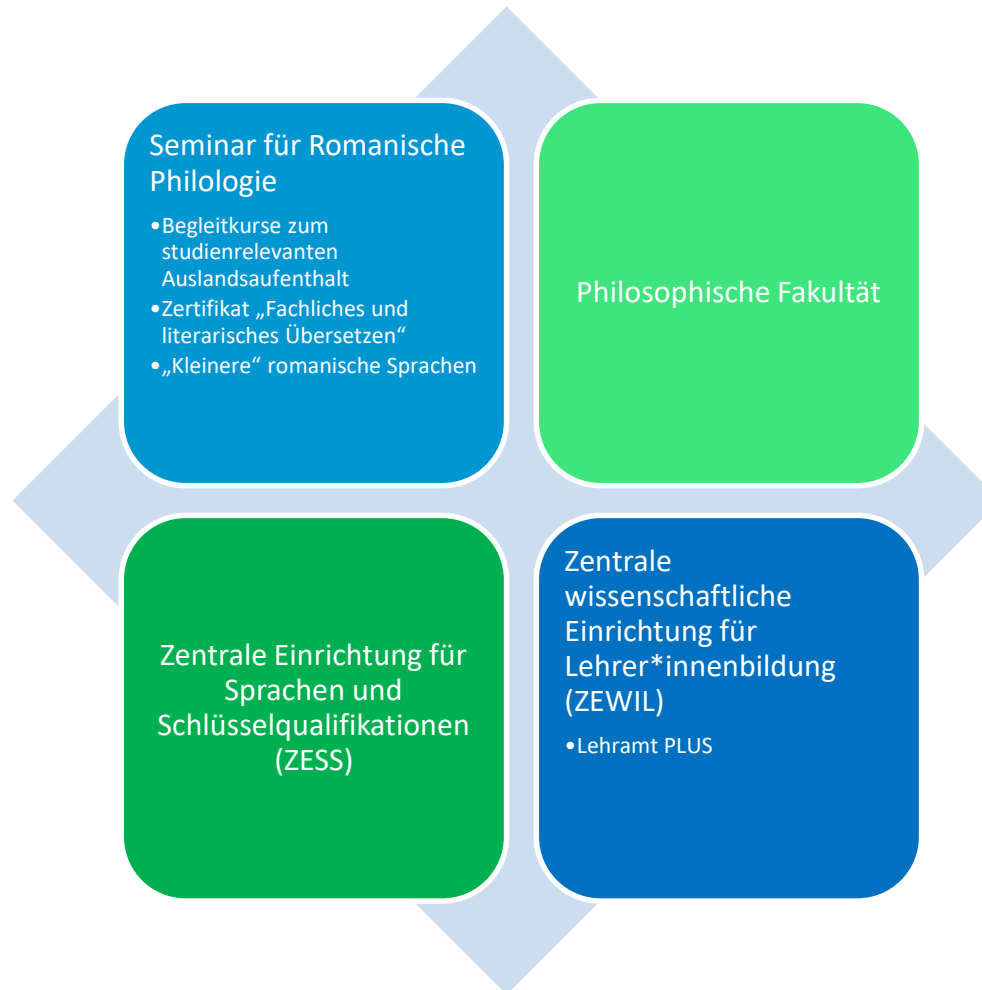 Seminar für Romanische
Philologie
•Begleitkurse zum
studienrelevanten
Auslandsaufenthalt
•Zertifikat „Fachliches und
literarisches Übersetzen“
•„Kleinere“ romanische Sprachen
Philosophische Fakultät
Zentrale Einrichtung für
Sprachen und
Schlüsselqualifikationen
(ZESS)
Zentrale
wissenschaftliche
Einrichtung für
Lehrer*innenbildung
(ZEWIL)
•Lehramt PLUS